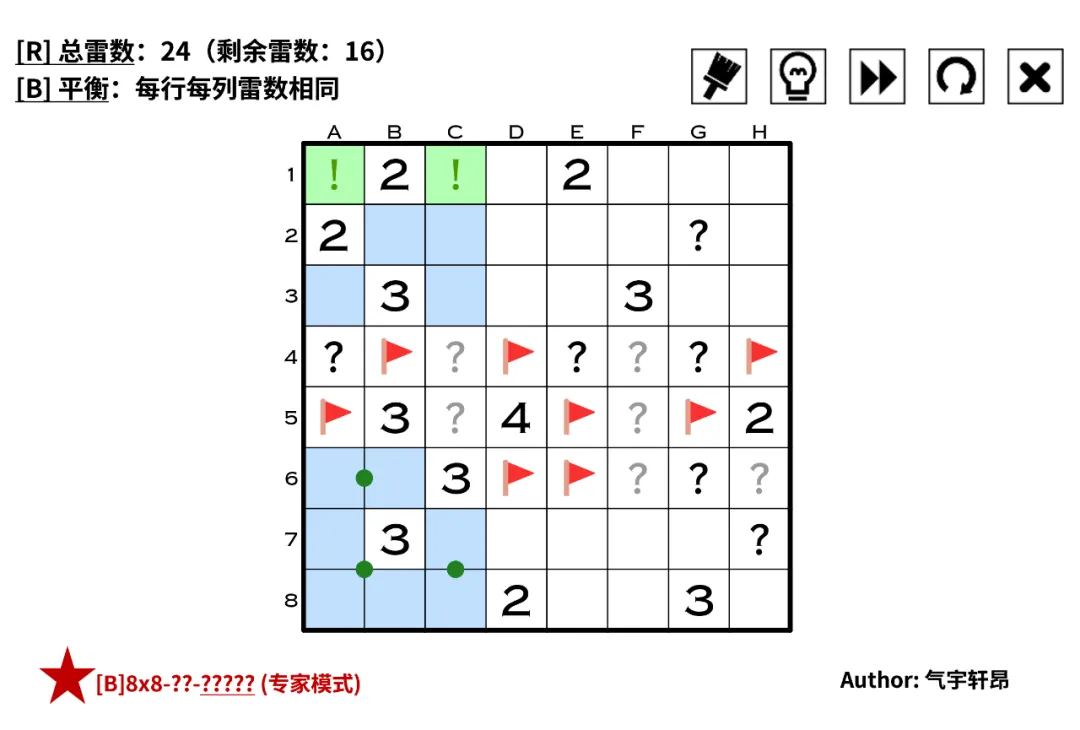 [R] 总雷数：24（剩余雷数：16）
[B] 平衡：每行每列雷数相同
A B C D E F G H
1 ! 2 ! 2
2 2 ?
3 3 3
4 ? ? ? ? ?
5 3 ? 4 ? 2
6 3 ? ? ?
7 3 ?
8 2 3
[B]8x8-??-????? (专家模式)
Author: 气宇轩昂